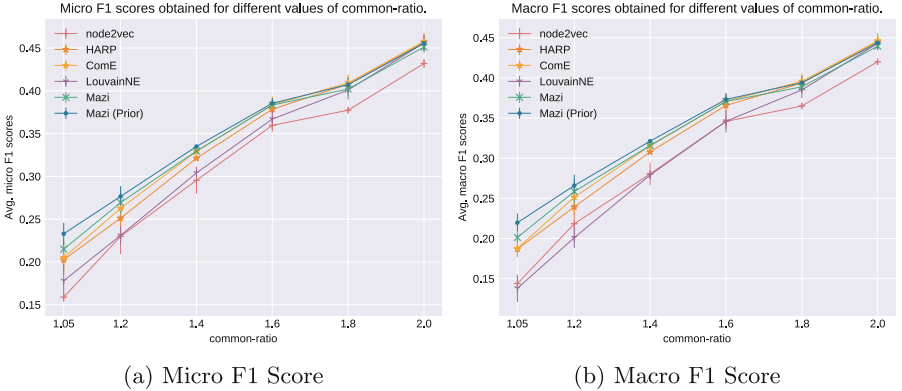 Micro F1 scores obtained for different values of common-ratio.
node2vec
HARP
ComE
LouvainNE
Mazi
Mazi (Prior)
0.45
0.40
0.35
0.30
0.25
0.20
0.15
Avg, micro F1 scores
1.05 1.2 1.4 1.6 1.8 2.0
common-ratio
(a) Micro F1 Score
Macro F1 scores obtained for different values of common-ratio.
node2vec
HARP
ComE
LouvainNE
Mazi
Mazi (Prior)
0.45
0.40
0.35
0.30
0.25
0.20
0.15
Avg, macro F1 scores
1.05 1.2 1.4 1.6 1.8 2.0
common-ratio
(b) Macro F1 Score